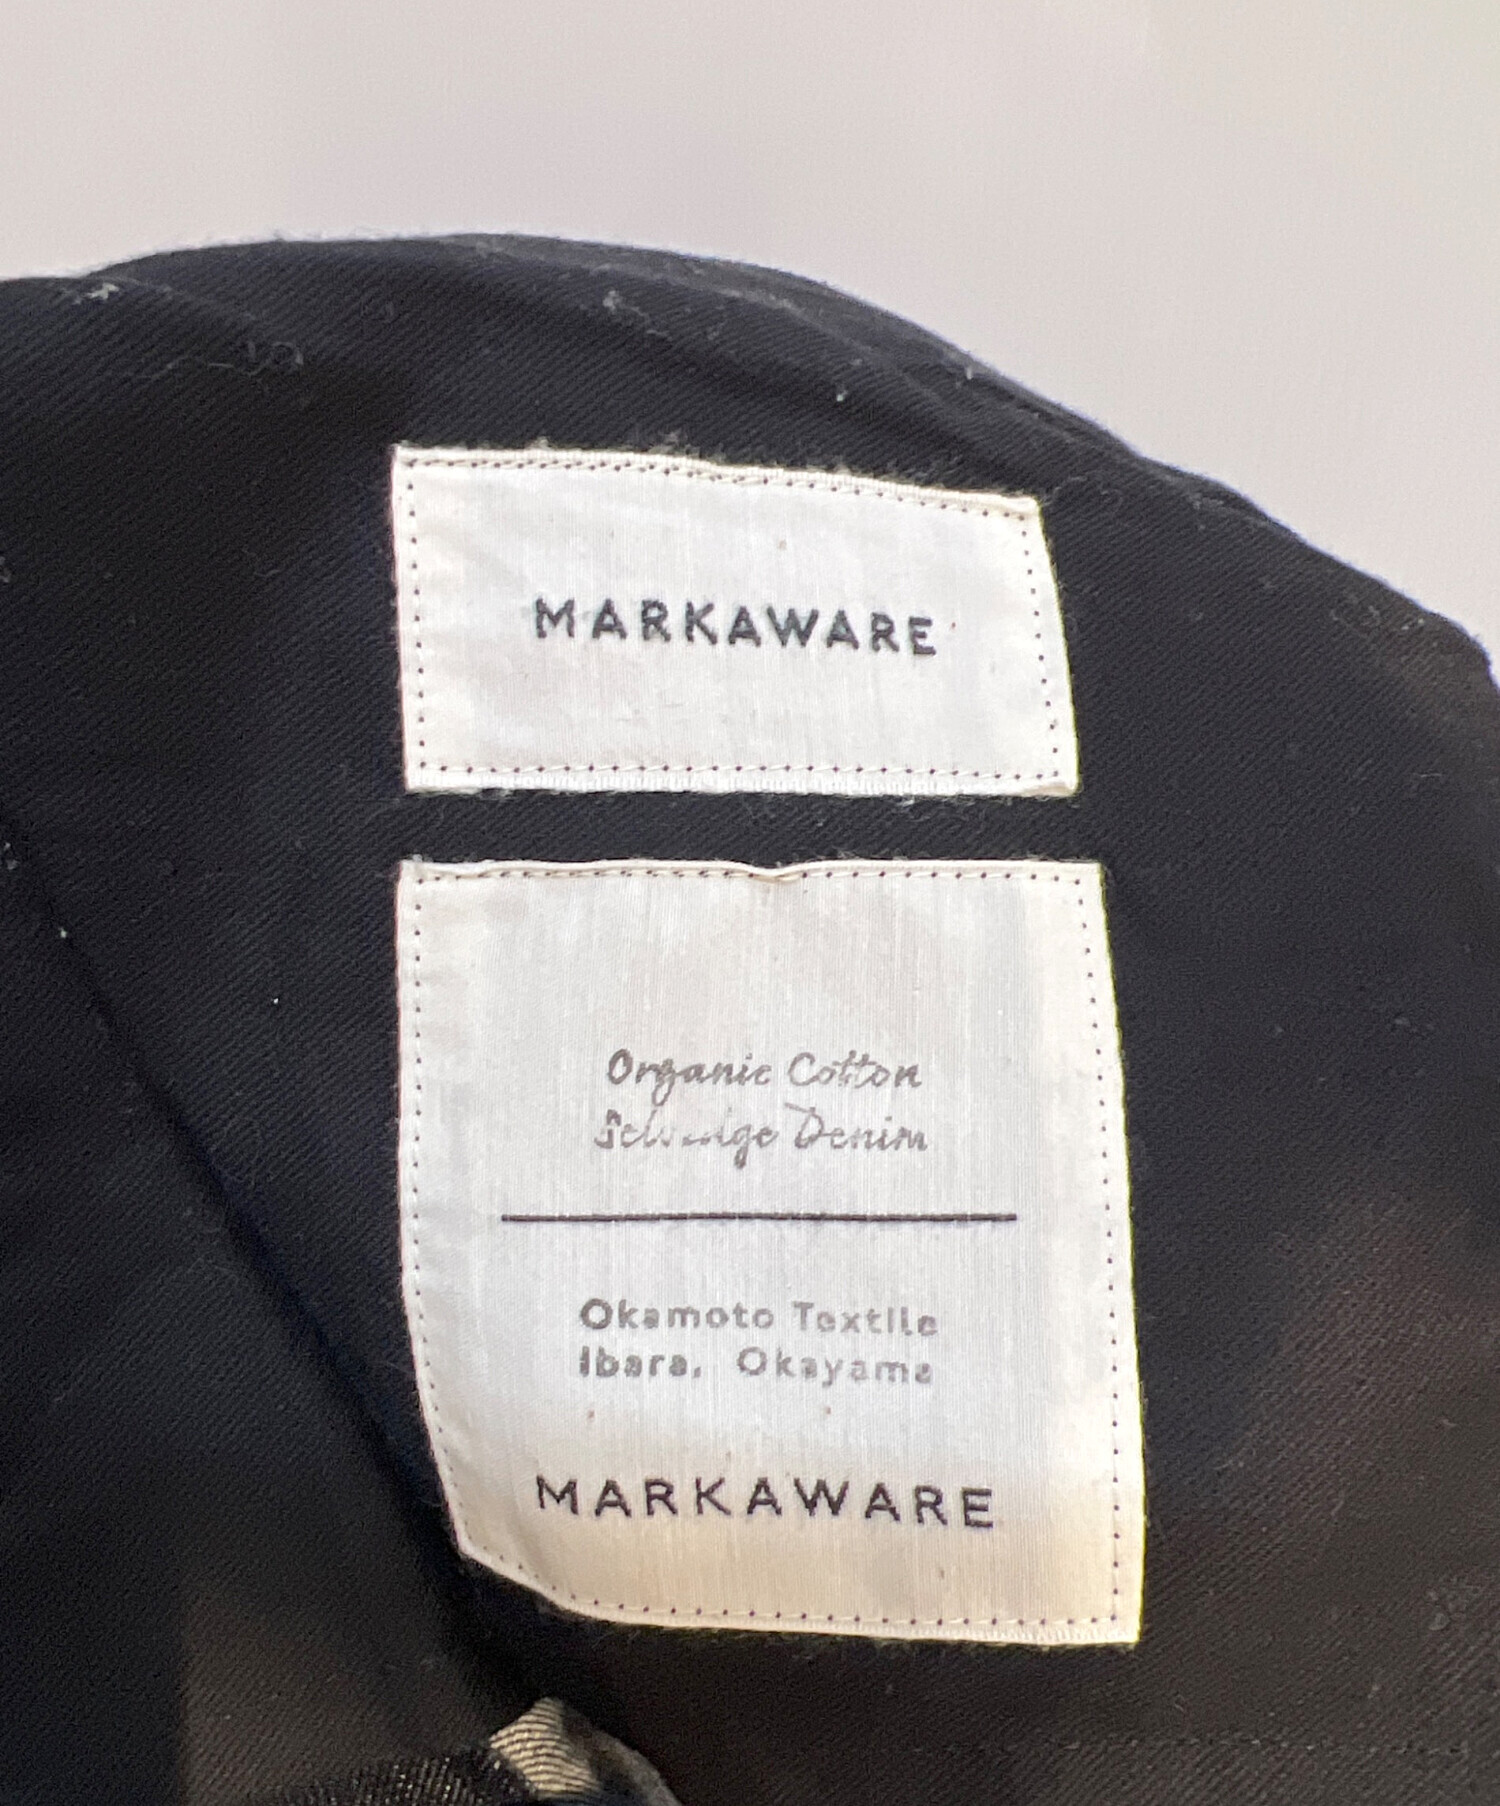 MARKAWARE
Organic Cotton
Selvedge Denim
Okamoto Textile
Ibara, Okayama
MARKAWARE